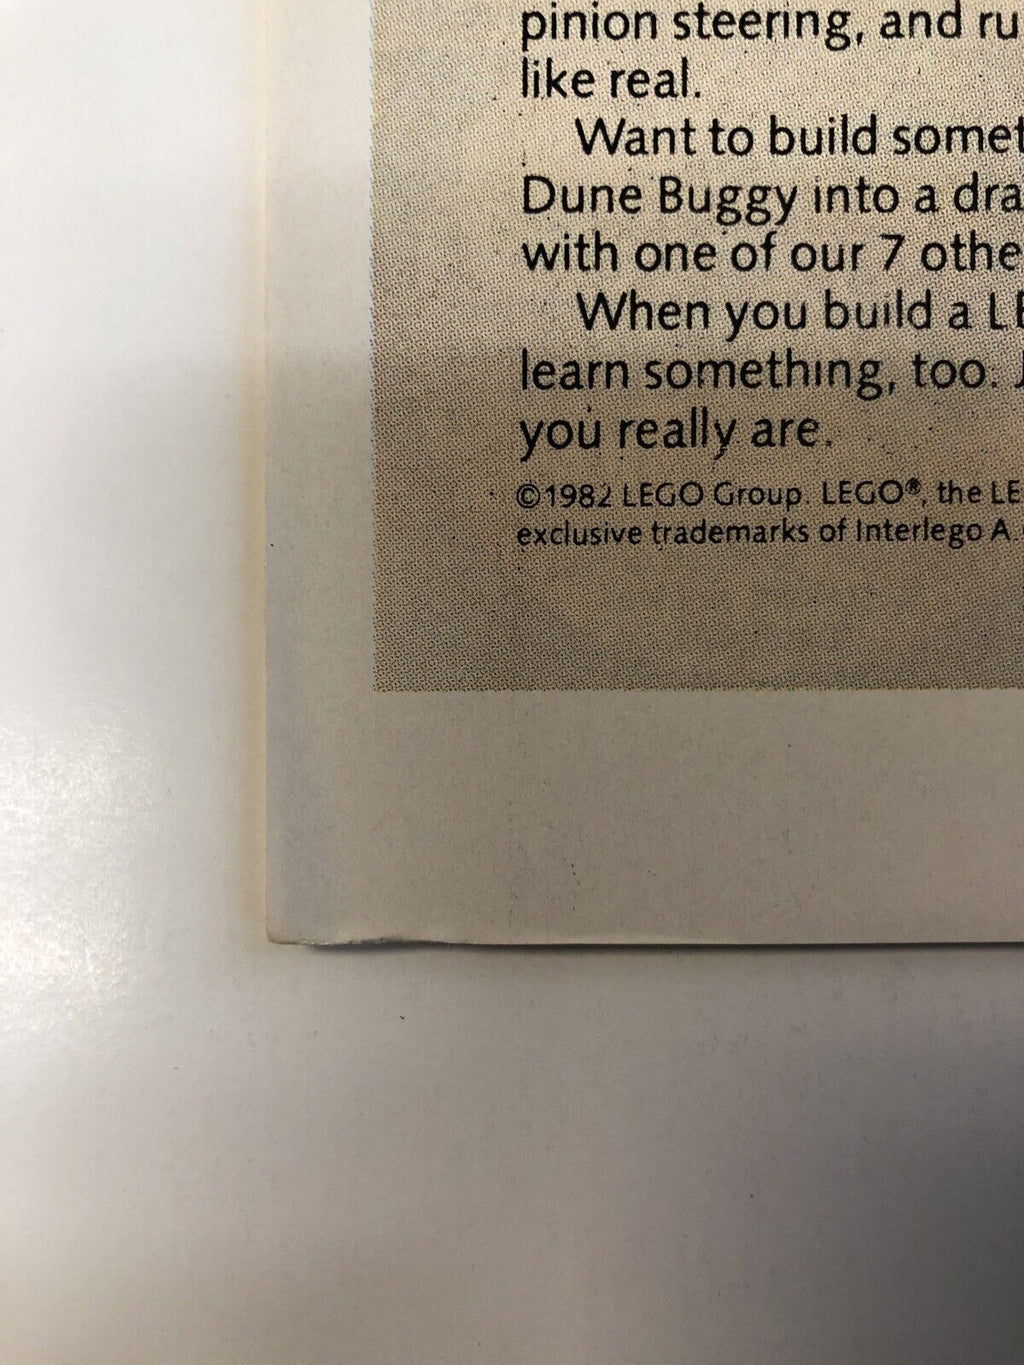 pinion steering, and ru
like real.
Want to build somet
Dune Buggy into a dra
with one of our 7 othe
When you build a LE
learn something, too. J
you really are.
©1982 LEGO Group. LEGO®, the LE
exclusive trademarks of Interlego A.